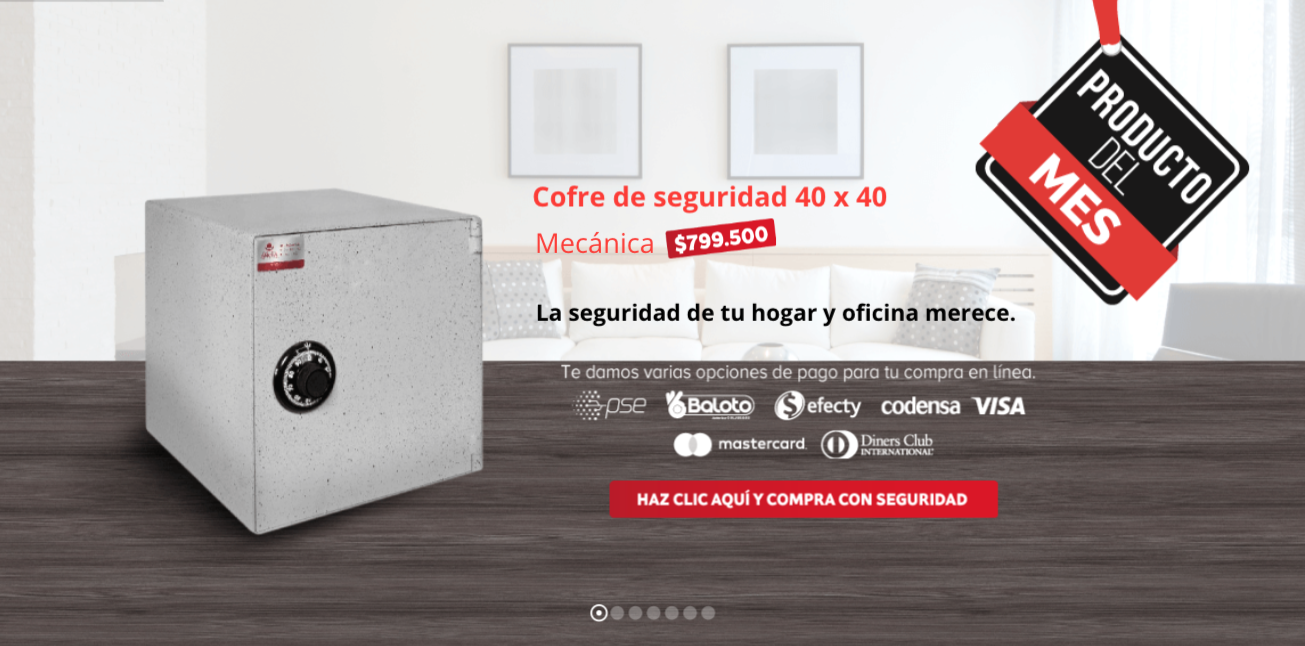 PRODUCTO
DEL
MES
Cofre de seguridad 40 x 40
Mecánica $799.500
La seguridad de tu hogar y oficina merece.
Te damos varias opciones de pago para tu compra en línea.
pse Baloto efecty codensa VISA
mastercard Diners Club
INTERNATIONAL
HAZ CLIC AQUÍ Y COMPRA CON SEGURIDAD